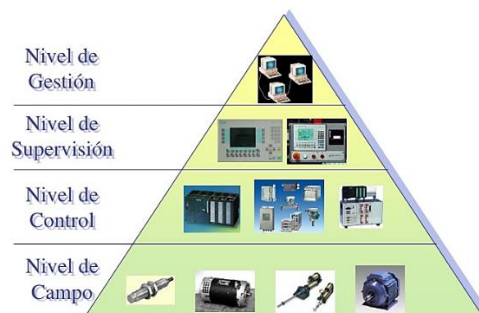 Nivel de
Gestión
Nivel de
Supervisión
Nivel de
Control
Nivel de
Campo